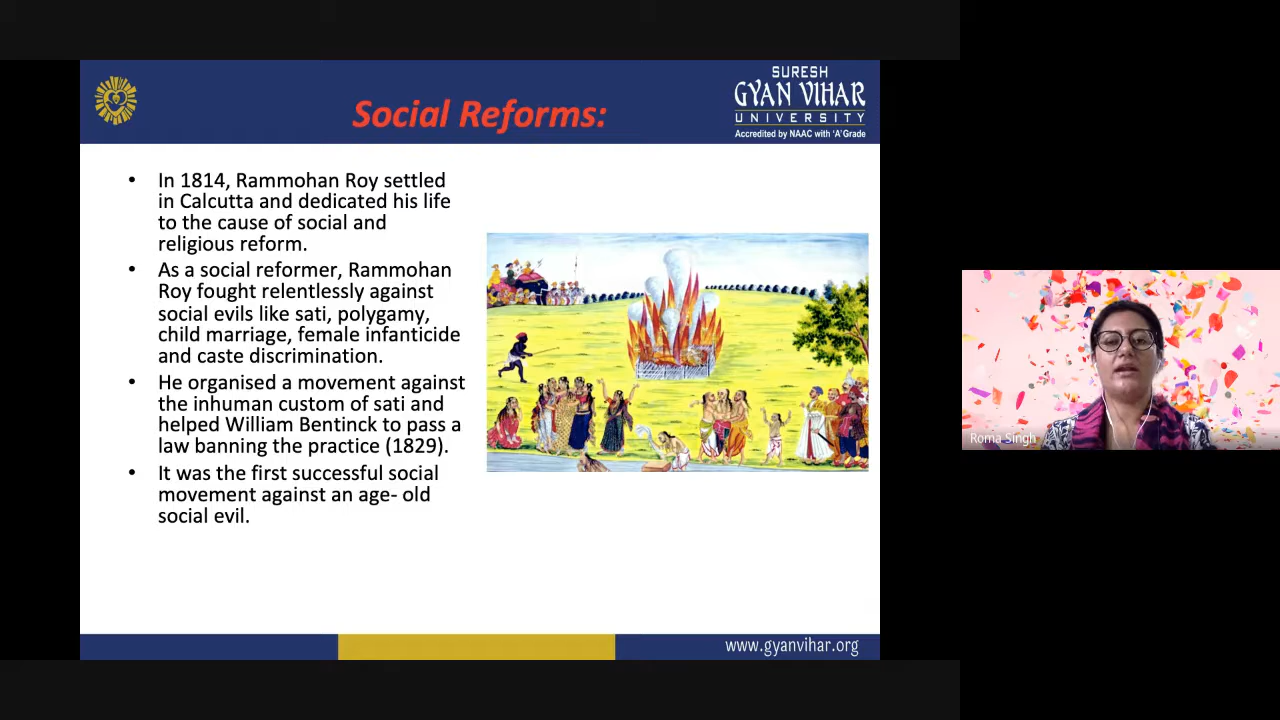 Social Reforms:
SURESH
GYAN VIHAR
UNIVERSITY
Accredited by NAAC with 'A' Grade
• In 1814, Rammohan Roy settled
in Calcutta and dedicated his life
to the cause of social and
religious reform.
• As a social reformer, Rammohan
Roy fought relentlessly against
social evils like sati, polygamy,
child marriage, female infanticide
and caste discrimination.
• He organised a movement against
the inhuman custom of sati and
helped William Bentinck to pass a
law banning the practice (1829).
• It was the first successful social
movement against an age- old
social evil.
www.gyanvihar.org
Roma Singh